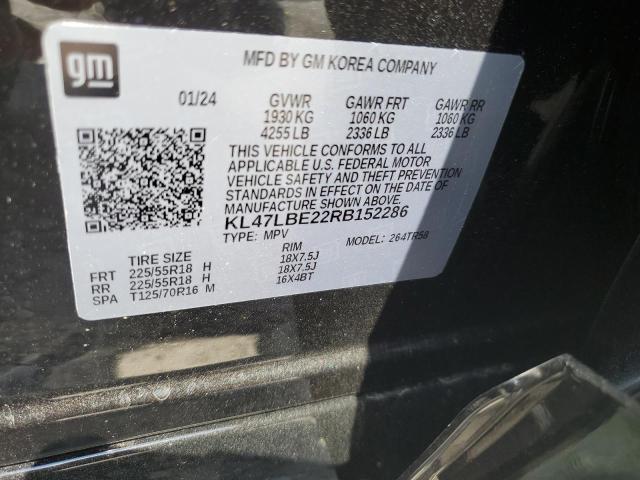 gm
MFD BY GM KOREA COMPANY
01/24 GVWR GAWR FRT GAWR RR
1930 KG 1060 KG 1060 KG
4255 LB 2336 LB 2336 LB
THIS VEHICLE CONFORMS TO ALL
APPLICABLE U.S. FEDERAL MOTOR
VEHICLE SAFETY AND THEFT PREVENTION
STANDARDS IN EFFECT ON THE DATE OF
MANUFACTURE SHOWN ABOVE.
KL47LBE22RB152286
TYPE: MPV MODEL: 264TR58
TIRE SIZE RIM
FRT 225/55R18 H 18X7.5J
RR 225/55R18 H 18X7.5J
SPA T125/70R16 M 16X4BT